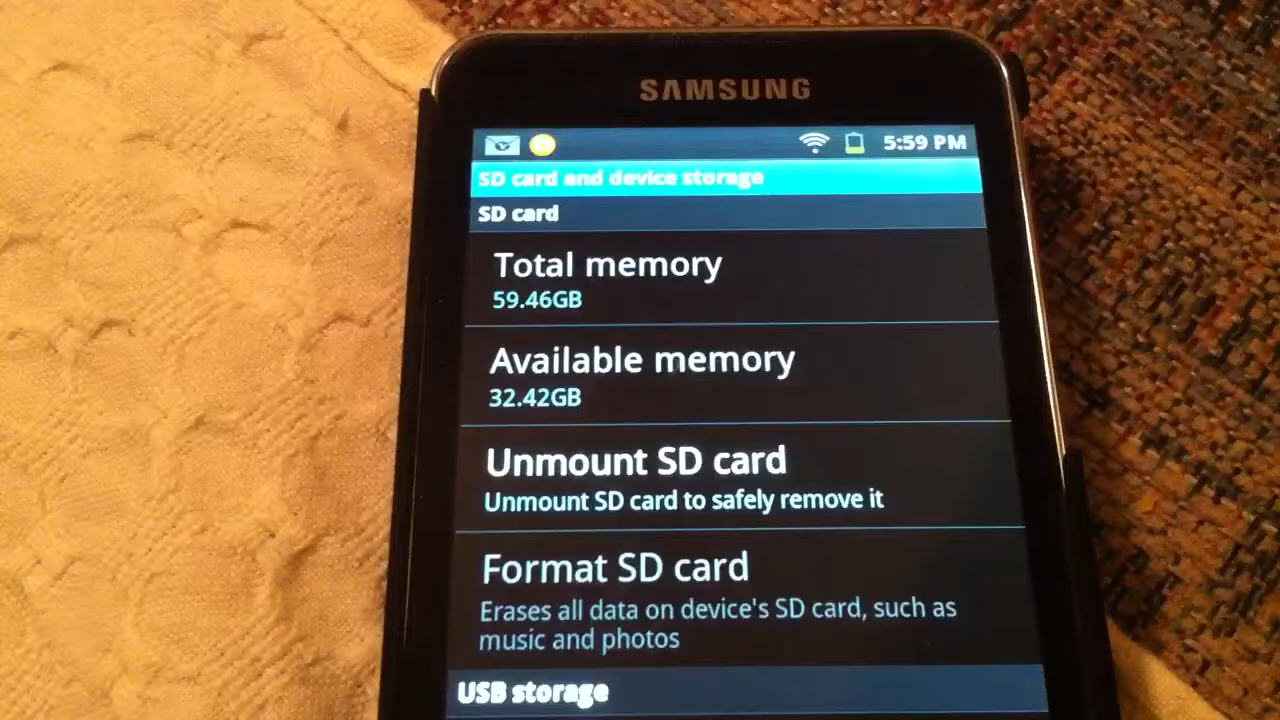 SAMSUNG
5:59 PM
SD card and device storage
SD card
Total memory
59.46GB
Available memory
32.42GB
Unmount SD card
Unmount SD card to safely remove it
Format SD card
Erases all data on device's SD card, such as
music and photos
USB storage